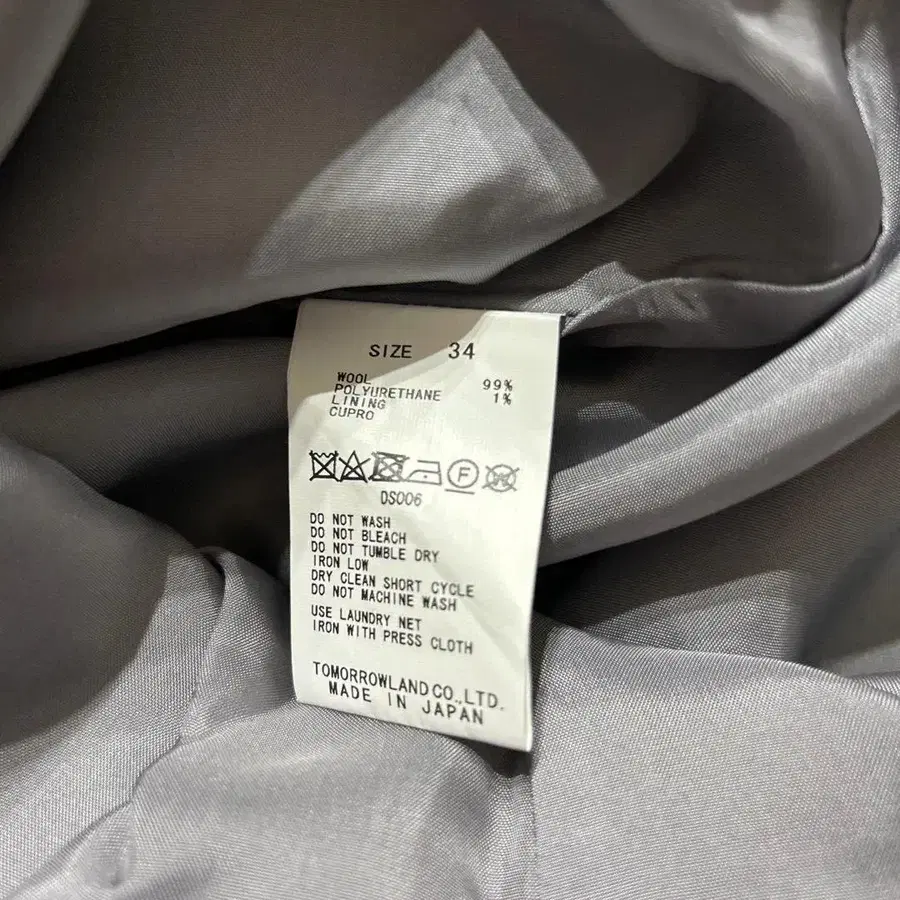 SIZE 34
WOOL 99%
POLYURETHANE 1%
LINING
CUPRO
F W
DS006
DO NOT WASH
DO NOT BLEACH
DO NOT TUMBLE DRY
IRON LOW
DRY CLEAN SHORT CYCLE
DO NOT MACHINE WASH
USE LAUNDRY NET
IRON WITH PRESS CLOTH
TOMORROWLAND CO.,LTD.
MADE IN JAPAN